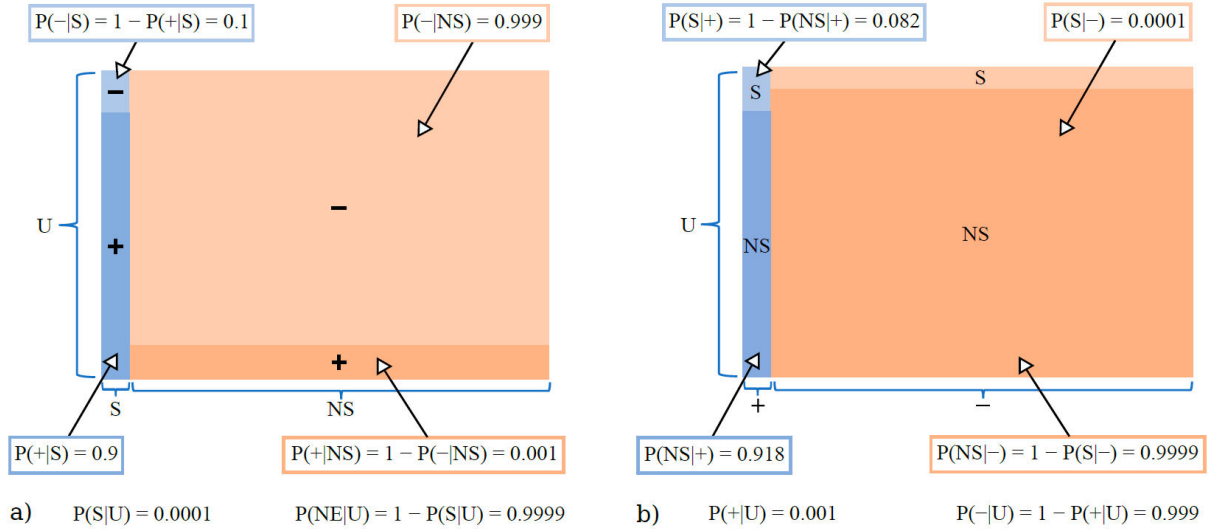 P(−|S) = 1 − P(+|S) = 0.1
P(−|NS) = 0.999
−
U
−
+
+
S
NS
P(+|S) = 0.9
P(+|NS) = 1 − P(−|NS) = 0.001
a)
P(S|U) = 0.0001
P(NE|U) = 1 − P(S|U) = 0.9999
P(S|+) = 1 − P(NS|+) = 0.082
P(S|−) = 0.0001
S
S
U
NS
NS
+
−
P(NS|+) = 0.918
P(NS|−) = 1 − P(S|−) = 0.9999
b)
P(+|U) = 0.001
P(−|U) = 1 − P(+|U) = 0.999